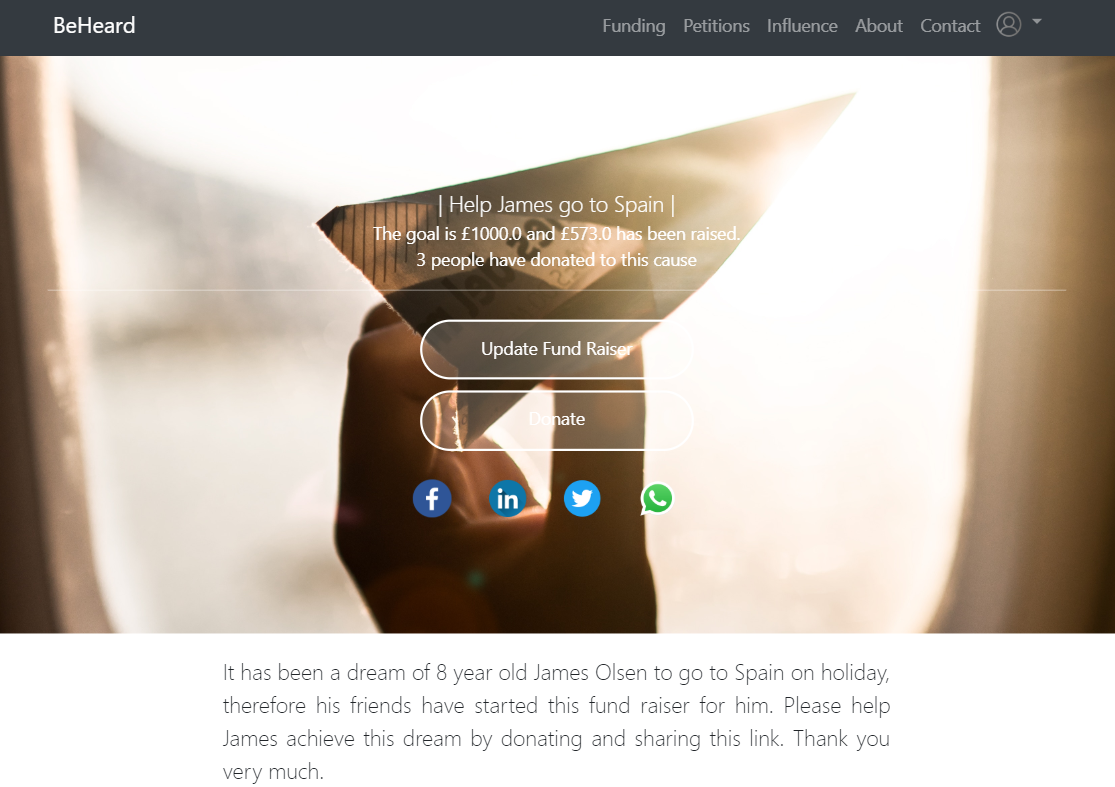 BeHeard
Funding Petitions Influence About Contact
| Help James go to Spain |
The goal is £1000.0 and £573.0 has been raised.
3 people have donated to this cause
Update Fund Raiser
Donate
It has been a dream of 8 year old James Olsen to go to Spain on holiday,
therefore his friends have started this fund raiser for him. Please help
James achieve this dream by donating and sharing this link. Thank you
very much.